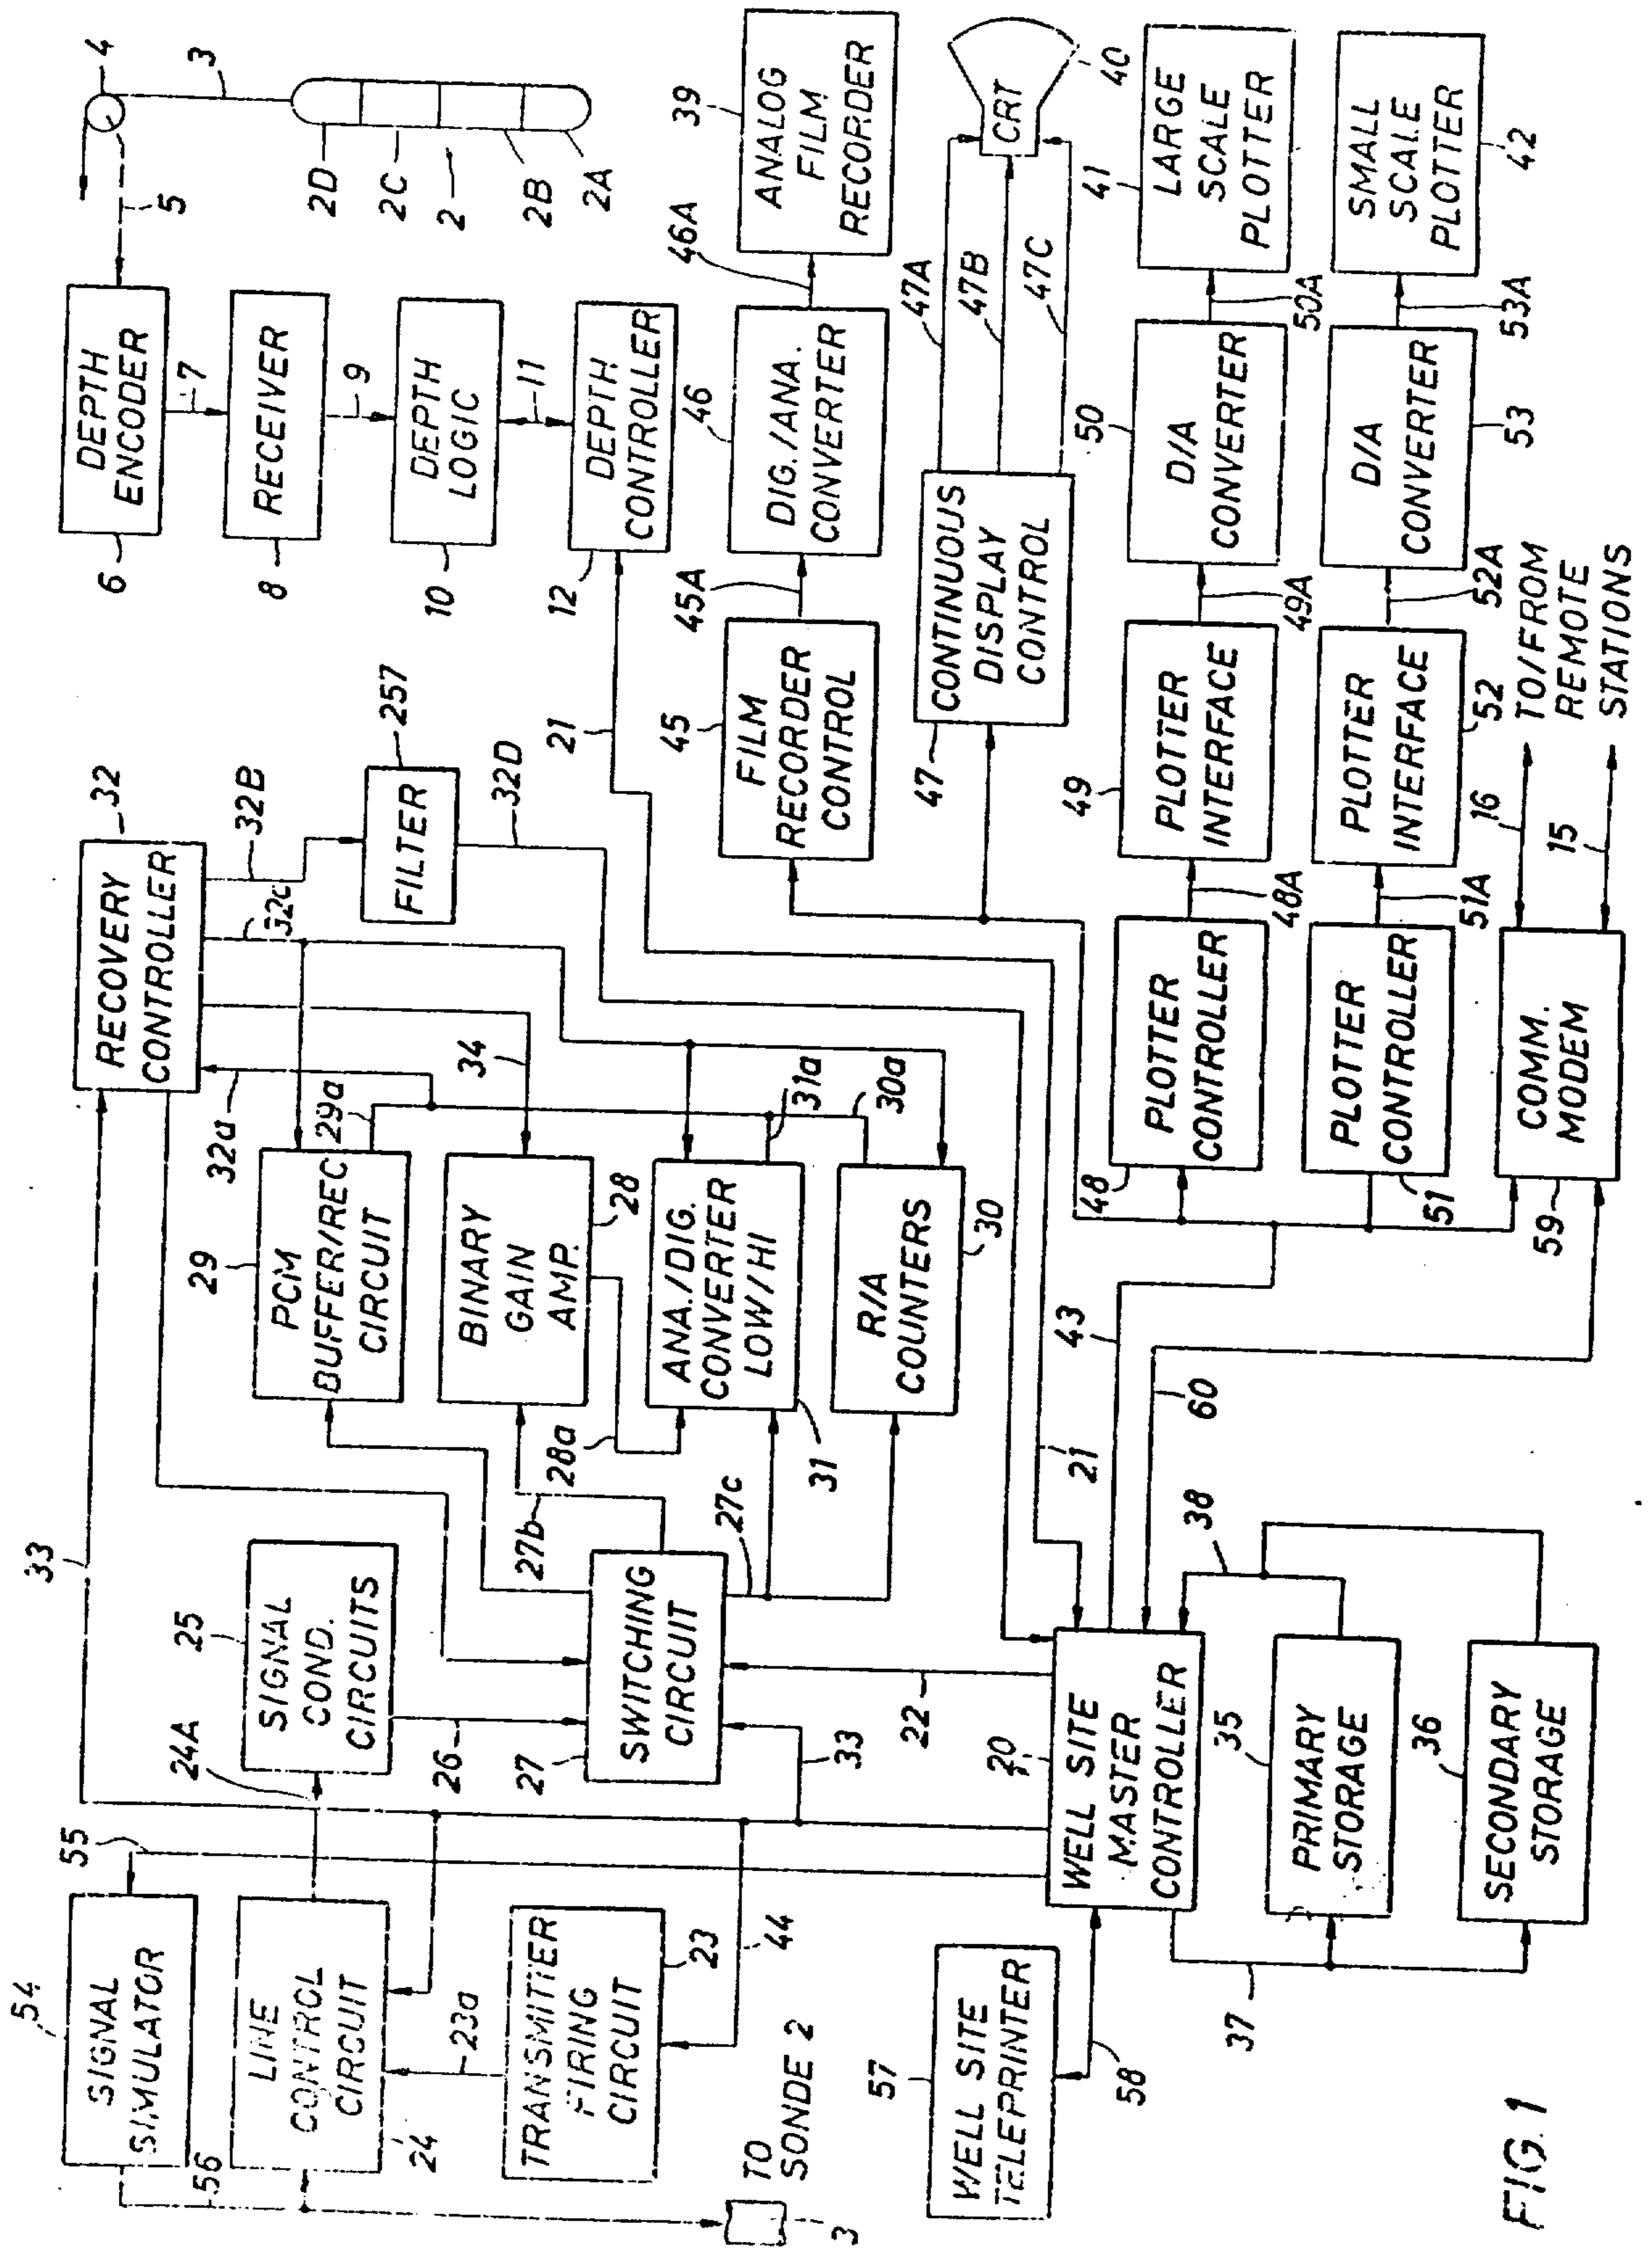 54
SIGNAL
SIMULATOR
55
33
56
LINE
CONTROL
CIRCUIT
24
24A
25
SIGNAL
COND.
CIRCUITS
26
23a
TRANSMITTER
FIRING
CIRCUIT
23
44
TO
SONDE 2
3
27
SWITCHING
CIRCUIT
27b
27c
33
22
RECOVERY
CONTROLLER
32
32a
32c
32B
34
29
PCM
BUFFER/REC
CIRCUIT
29a
BINARY
GAIN
AMP.
28
28a
ANA./DIG.
CONVERTER
LOW/HI
31
31a
R/A
COUNTERS
30
30a
FILTER
257
32D
21
DEPTH
ENCODER
6
5
4
3
7
RECEIVER
8
9
DEPTH
LOGIC
10
11
DEPTH
CONTROLLER
12
2D
2C
2
2B
2A
57
WELL SITE
TELEPRINTER
58
20
WELL SITE
MASTER
CONTROLLER
21
43
60
38
37
35
PRIMARY
STORAGE
36
SECONDARY
STORAGE
45
FILM
RECORDER
CONTROL
45A
46
DIG./ANA.
CONVERTER
46A
39
ANALOG
FILM
RECORDER
47
CONTINUOUS
DISPLAY
CONTROL
47A
47B
47C
CRT
40
48
PLOTTER
CONTROLLER
48A
49
PLOTTER
INTERFACE
49A
50
D/A
CONVERTER
50A
41
LARGE
SCALE
PLOTTER
51
PLOTTER
CONTROLLER
51A
PLOTTER
INTERFACE
52
52A
D/A
CONVERTER
53
53A
SMALL
SCALE
PLOTTER
42
59
COMM.
MODEM
16
15
TO/FROM
REMOTE
STATIONS
FIG.1